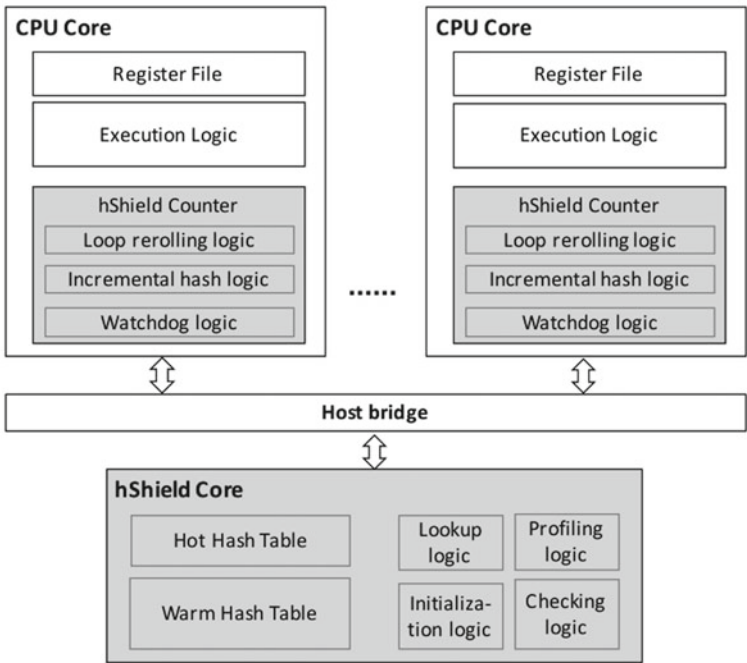 CPU Core
Register File
Execution Logic
hShield Counter
Loop rerolling logic
Incremental hash logic
Watchdog logic
......
CPU Core
Register File
Execution Logic
hShield Counter
Loop rerolling logic
Incremental hash logic
Watchdog logic
Host bridge
hShield Core
Hot Hash Table
Warm Hash Table
Lookup
logic
Profiling
logic
Initializa-
tion logic
Checking
logic